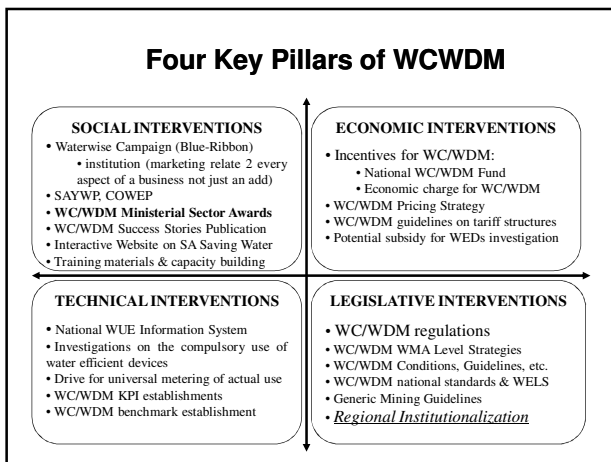 Four Key Pillars of WCWDM
SOCIAL INTERVENTIONS
• Waterwise Campaign (Blue-Ribbon)
• institution (marketing relate 2 every
aspect of a business not just an add)
• SAYWP, COWEP
• WC/WDM Ministerial Sector Awards
• WC/WDM Success Stories Publication
• Interactive Website on SA Saving Water
• Training materials & capacity building
ECONOMIC INTERVENTIONS
• Incentives for WC/WDM:
• National WC/WDM Fund
• Economic charge for WC/WDM
• WC/WDM Pricing Strategy
• WC/WDM guidelines on tariff structures
• Potential subsidy for WEDs investigation
TECHNICAL INTERVENTIONS
• National WUE Information System
• Investigations on the compulsory use of
water efficient devices
• Drive for universal metering of actual use
• WC/WDM KPI establishments
• WC/WDM benchmark establishment
LEGISLATIVE INTERVENTIONS
• WC/WDM regulations
• WC/WDM WMA Level Strategies
• WC/WDM Conditions, Guidelines, etc.
• WC/WDM national standards & WELS
• Generic Mining Guidelines
• Regional Institutionalization